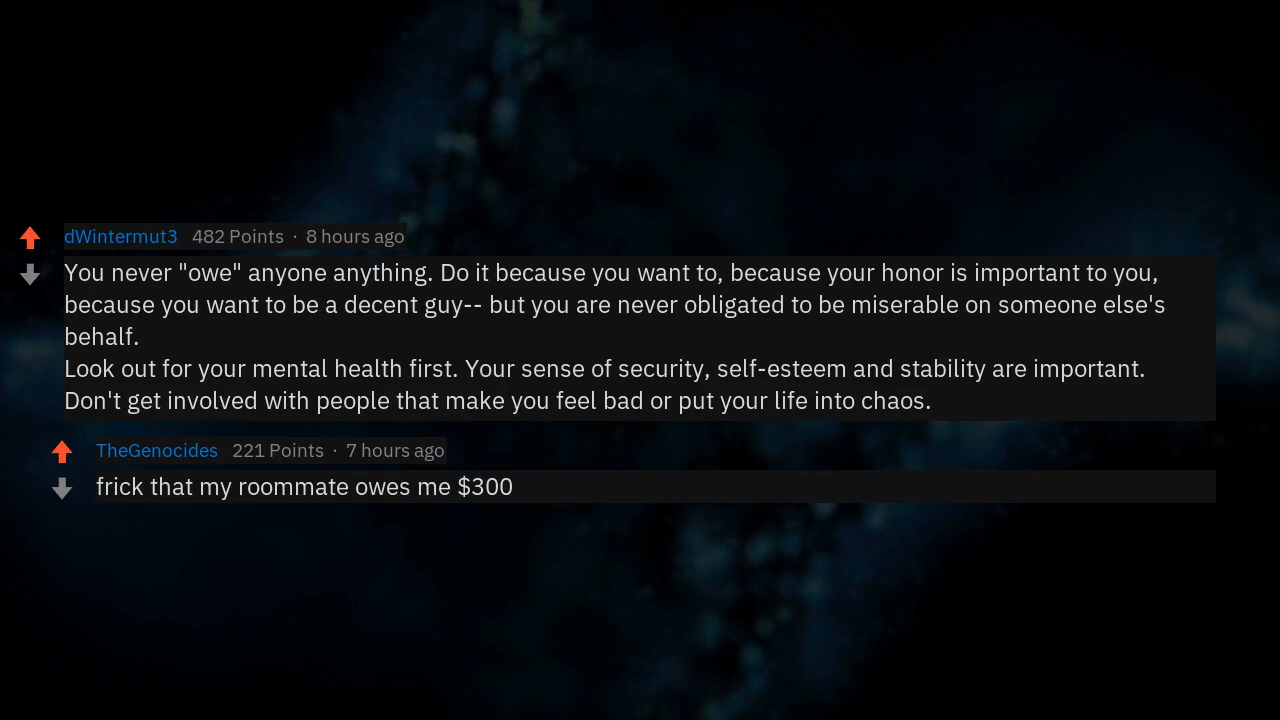 dWintermut3 482 Points · 8 hours ago
You never "owe" anyone anything. Do it because you want to, because your honor is important to you,
because you want to be a decent guy-- but you are never obligated to be miserable on someone else's
behalf.
Look out for your mental health first. Your sense of security, self-esteem and stability are important.
Don't get involved with people that make you feel bad or put your life into chaos.
TheGenocides 221 Points · 7 hours ago
frick that my roommate owes me $300